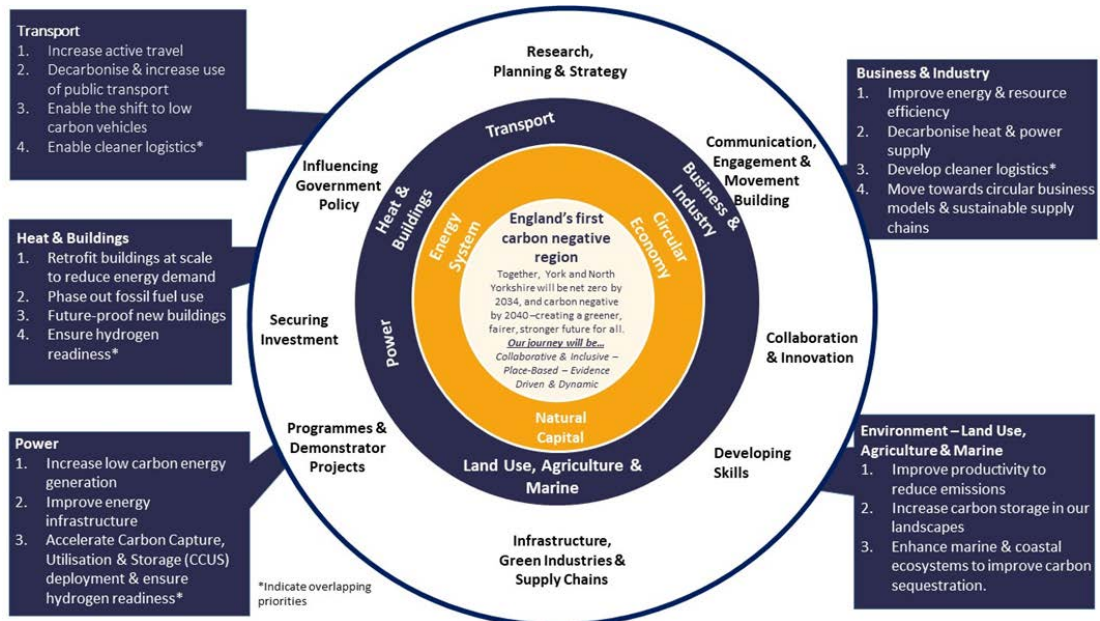 Transport
1. Increase active travel
2. Decarbonise & increase use
of public transport
3. Enable the shift to low
carbon vehicles
4. Enable cleaner logistics*
Heat & Buildings
1. Retrofit buildings at scale
to reduce energy demand
2. Phase out fossil fuel use
3. Future-proof new buildings
4. Ensure hydrogen
readiness*
Power
1. Increase low carbon energy
generation
2. Improve energy
infrastructure
3. Accelerate Carbon Capture,
Utilisation & Storage (CCUS)
deployment & ensure
hydrogen readiness*
*Indicate overlapping
priorities
Research,
Planning & Strategy
Influencing
Government
Policy
Communication,
Engagement &
Movement
Building
Securing
Investment
Collaboration
& Innovation
Programmes &
Demonstrator
Projects
Developing
Skills
Infrastructure,
Green Industries &
Supply Chains
Transport
Heat &
Buildings
Business &
Industry
Power
Land Use, Agriculture &
Marine
Energy
System
Circular
Economy
Natural
Capital
England's first
carbon negative
region
Together, York and North
Yorkshire will be net zero by
2034, and carbon negative
by 2040 –creating a greener,
fairer, stronger future for all.
Our journey will be...
Collaborative & Inclusive –
Place-Based – Evidence
Driven & Dynamic
Business & Industry
1. Improve energy & resource
efficiency
2. Decarbonise heat & power
supply
3. Develop cleaner logistics*
4. Move towards circular business
models & sustainable supply
chains
Environment – Land Use,
Agriculture & Marine
1. Improve productivity to
reduce emissions
2. Increase carbon storage in our
landscapes
3. Enhance marine & coastal
ecosystems to improve carbon
sequestration.